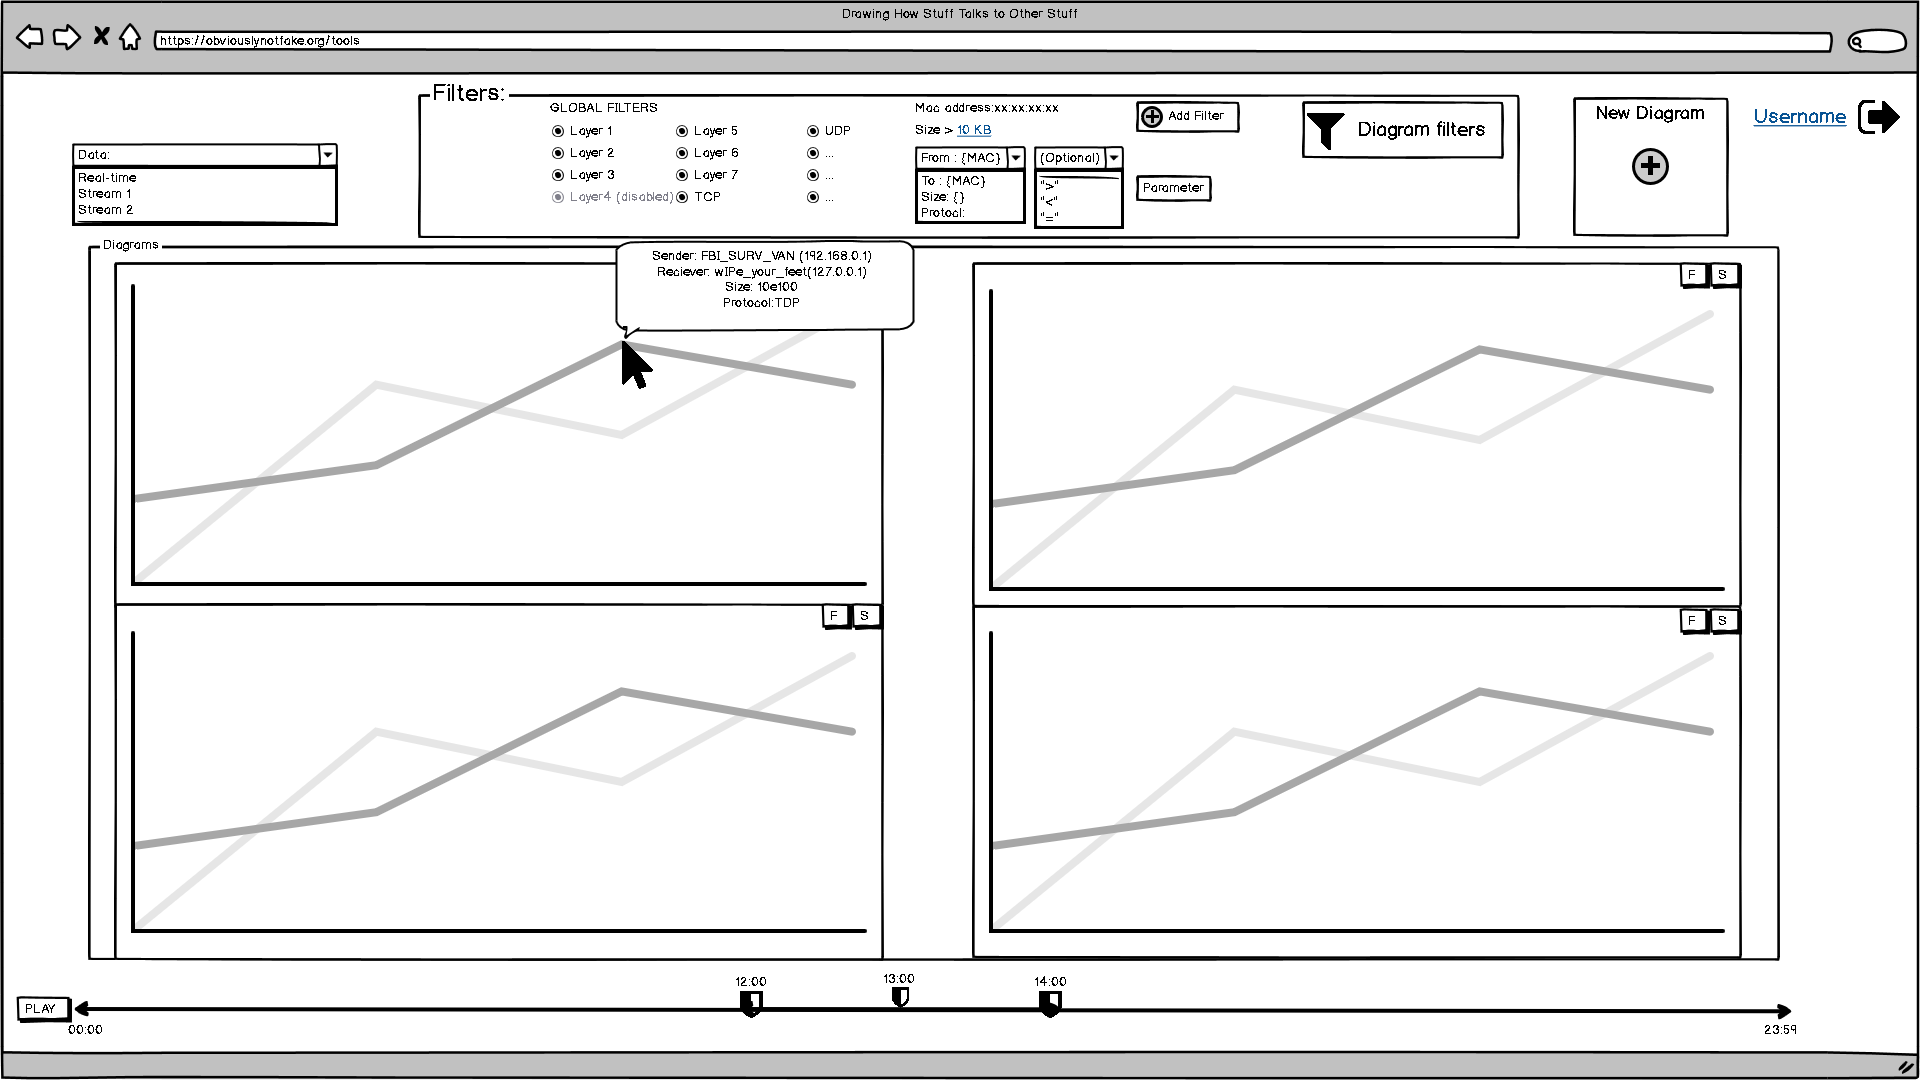 Drawing How Stuff Talks to Other Stuff
https://obviouslynotfake.org/tools
Filters:
GLOBAL FILTERS
Layer 1
Layer 2
Layer 3
Layer4 (disabled)
Layer 5
Layer 6
Layer 7
TCP
UDP
...
...
...
Mac address:xx:xx:xx:xx
Size > 10 KB
From : {MAC}
To : {MAC}
Size: {}
Protocl:
(Optional)
">"
"<"
"="
Add Filter
Parameter
Diagram filters
New Diagram
Username
Data:
Real-time
Stream 1
Stream 2
Diagrams
Sender: FBI_SURV_VAN (192.168.0.1)
Reciever: wIPe_your_feet(127.0.0.1)
Size: 10e100
Protocol:TDP
F S
F S
F S
12:00
13:00
14:00
PLAY
00:00
23:59